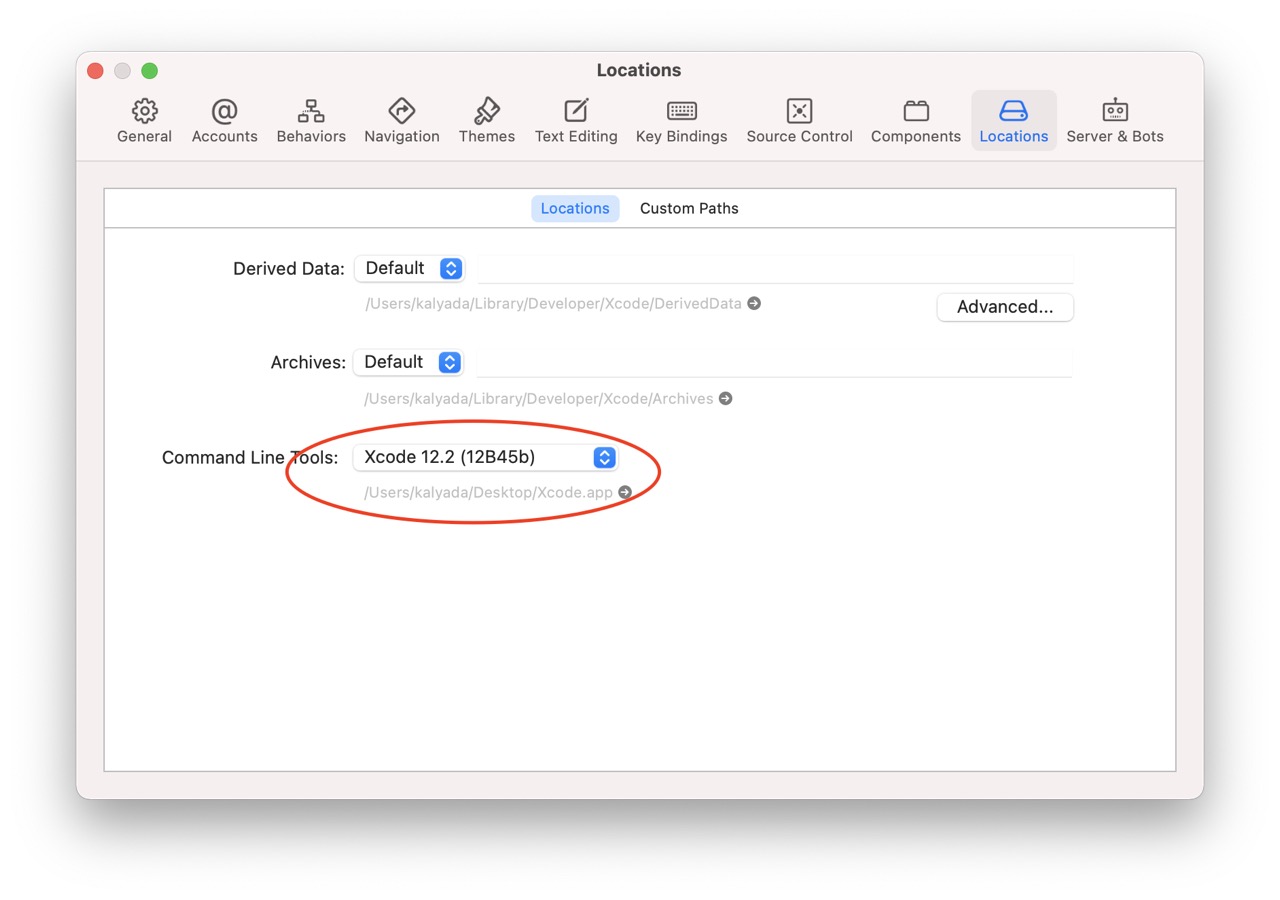 Locations
General Accounts Behaviors Navigation Themes Text Editing Key Bindings Source Control Components Locations Server & Bots
Locations Custom Paths
Derived Data: Default
/Users/kalyada/Library/Developer/Xcode/DerivedData
Advanced...
Archives: Default
/Users/kalyada/Library/Developer/Xcode/Archives
Command Line Tools: Xcode 12.2 (12B45b)
/Users/kalyada/Desktop/Xcode.app